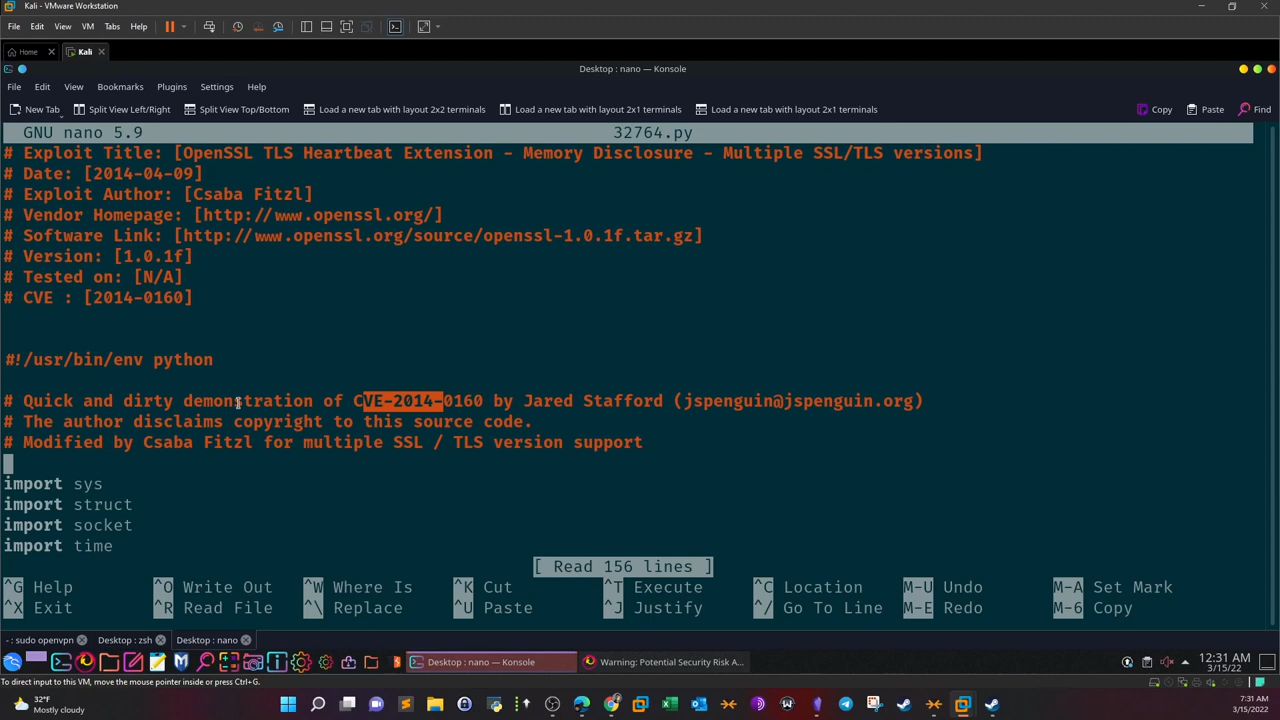 Kali - VMware Workstation
File Edit View VM Tabs Help
Home Kali
Desktop : nano — Konsole
File Edit View Bookmarks Plugins Settings Help
New Tab Split View Left/Right Split View Top/Bottom Load a new tab with layout 2x2 terminals Load a new tab with layout 2x1 terminals Load a new tab with layout 2x1 terminals Copy Paste Find
GNU nano 5.9 32764.py
# Exploit Title: [OpenSSL TLS Heartbeat Extension - Memory Disclosure - Multiple SSL/TLS versions]
# Date: [2014-04-09]
# Exploit Author: [Csaba Fitzl]
# Vendor Homepage: [http://www.openssl.org/]
# Software Link: [http://www.openssl.org/source/openssl-1.0.1f.tar.gz]
# Version: [1.0.1f]
# Tested on: [N/A]
# CVE : [2014-0160]
#!/usr/bin/env python
# Quick and dirty demonstration of CVE-2014-0160 by Jared Stafford (jspenguin@jspenguin.org)
# The author disclaims copyright to this source code.
# Modified by Csaba Fitzl for multiple SSL / TLS version support
import sys
import struct
import socket
import time
[ Read 156 lines ]
^G Help ^O Write Out ^W Where Is ^K Cut ^T Execute ^C Location M-U Undo M-A Set Mark
^X Exit ^R Read File ^\ Replace ^U Paste ^J Justify ^/ Go To Line M-E Redo M-6 Copy
- : sudo openvpn Desktop : zsh Desktop : nano
Desktop : nano — Konsole Warning: Potential Security Risk A... 12:31 AM
3/15/22
To direct input to this VM, move the mouse pointer inside or press Ctrl+G.
32°F
Mostly cloudy
7:31 AM
3/15/2022